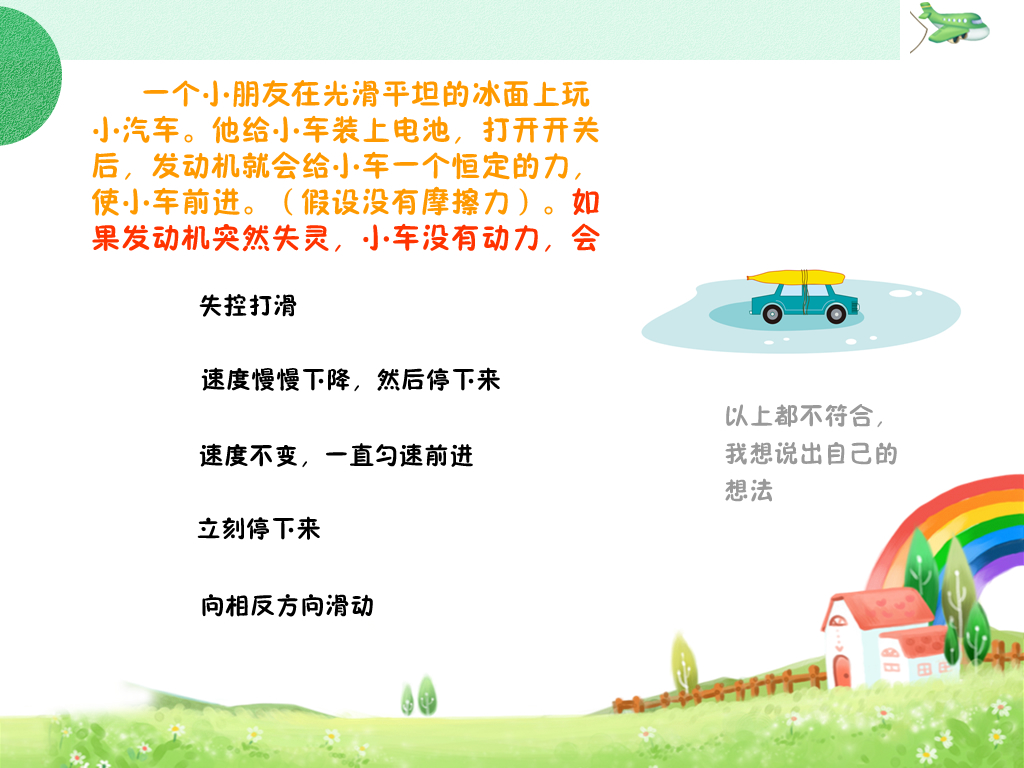 一个小朋友在光滑平坦的冰面上玩
小汽车。他给小车装上电池，打开开关
后，发动机就会给小车一个恒定的力，
使小车前进。（假设没有摩擦力）。如
果发动机突然失灵，小车没有动力，会
失控打滑
速度慢慢下降，然后停下来
速度不变，一直匀速前进
立刻停下来
向相反方向滑动
以上都不符合，
我想说出自己的
想法